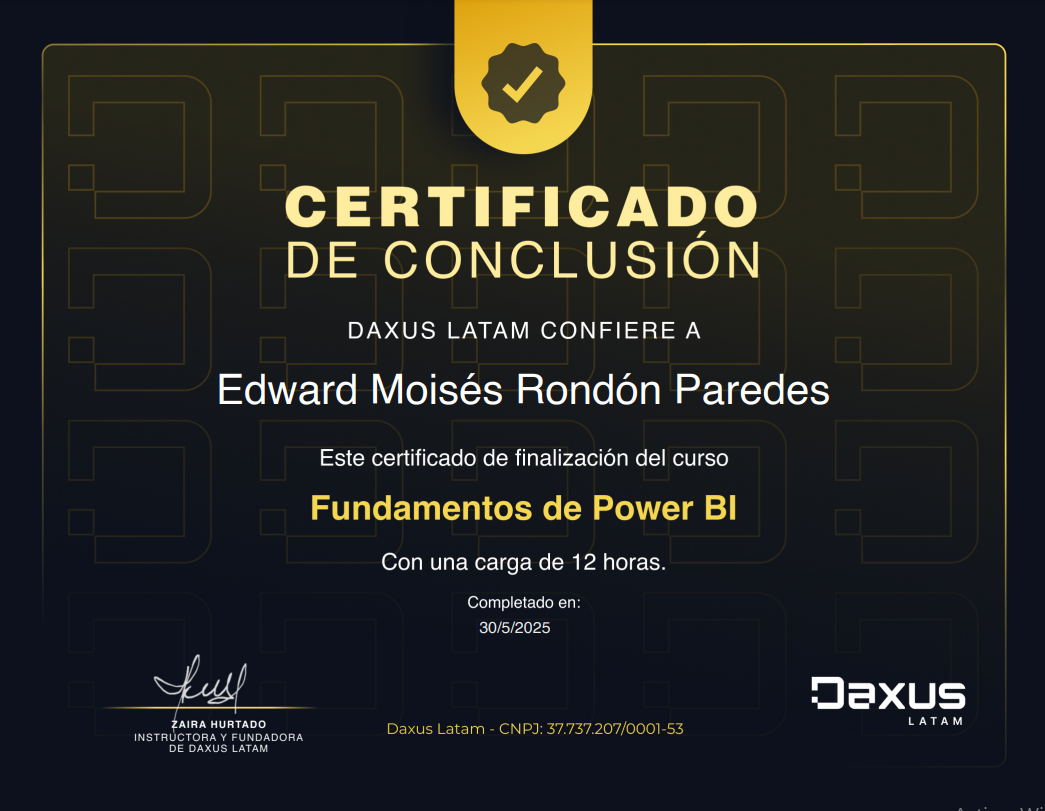 CERTIFICADO
DE CONCLUSIÓN
DAXUS LATAM CONFIERE A
Edward Moisés Rondón Paredes
Este certificado de finalización del curso
Fundamentos de Power BI
Con una carga de 12 horas.
Completado en:
30/5/2025
ZAIRA HURTADO
INSTRUCTORA Y FUNDADORA
DE DAXUS LATAM
Daxus Latam - CNPJ: 37.737.207/0001-53
Daxus
LATAM